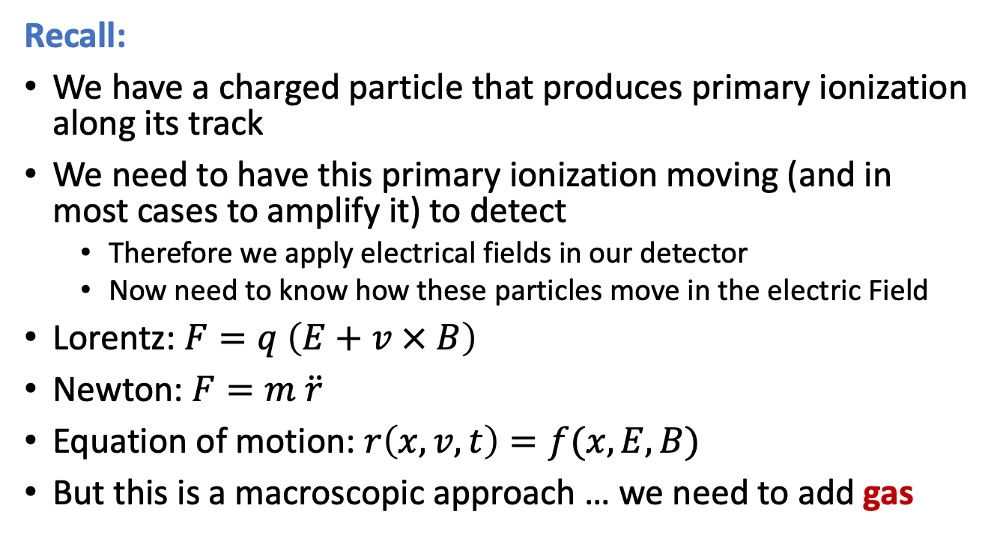 Recall:
• We have a charged particle that produces primary ionization
along its track
• We need to have this primary ionization moving (and in
most cases to amplify it) to detect
• Therefore we apply electrical fields in our detector
• Now need to know how these particles move in the electric Field
• Lorentz: F = q (E + v × B)
• Newton: F = m r̈
• Equation of motion: r(x, v, t) = f(x, E, B)
• But this is a macroscopic approach ... we need to add gas